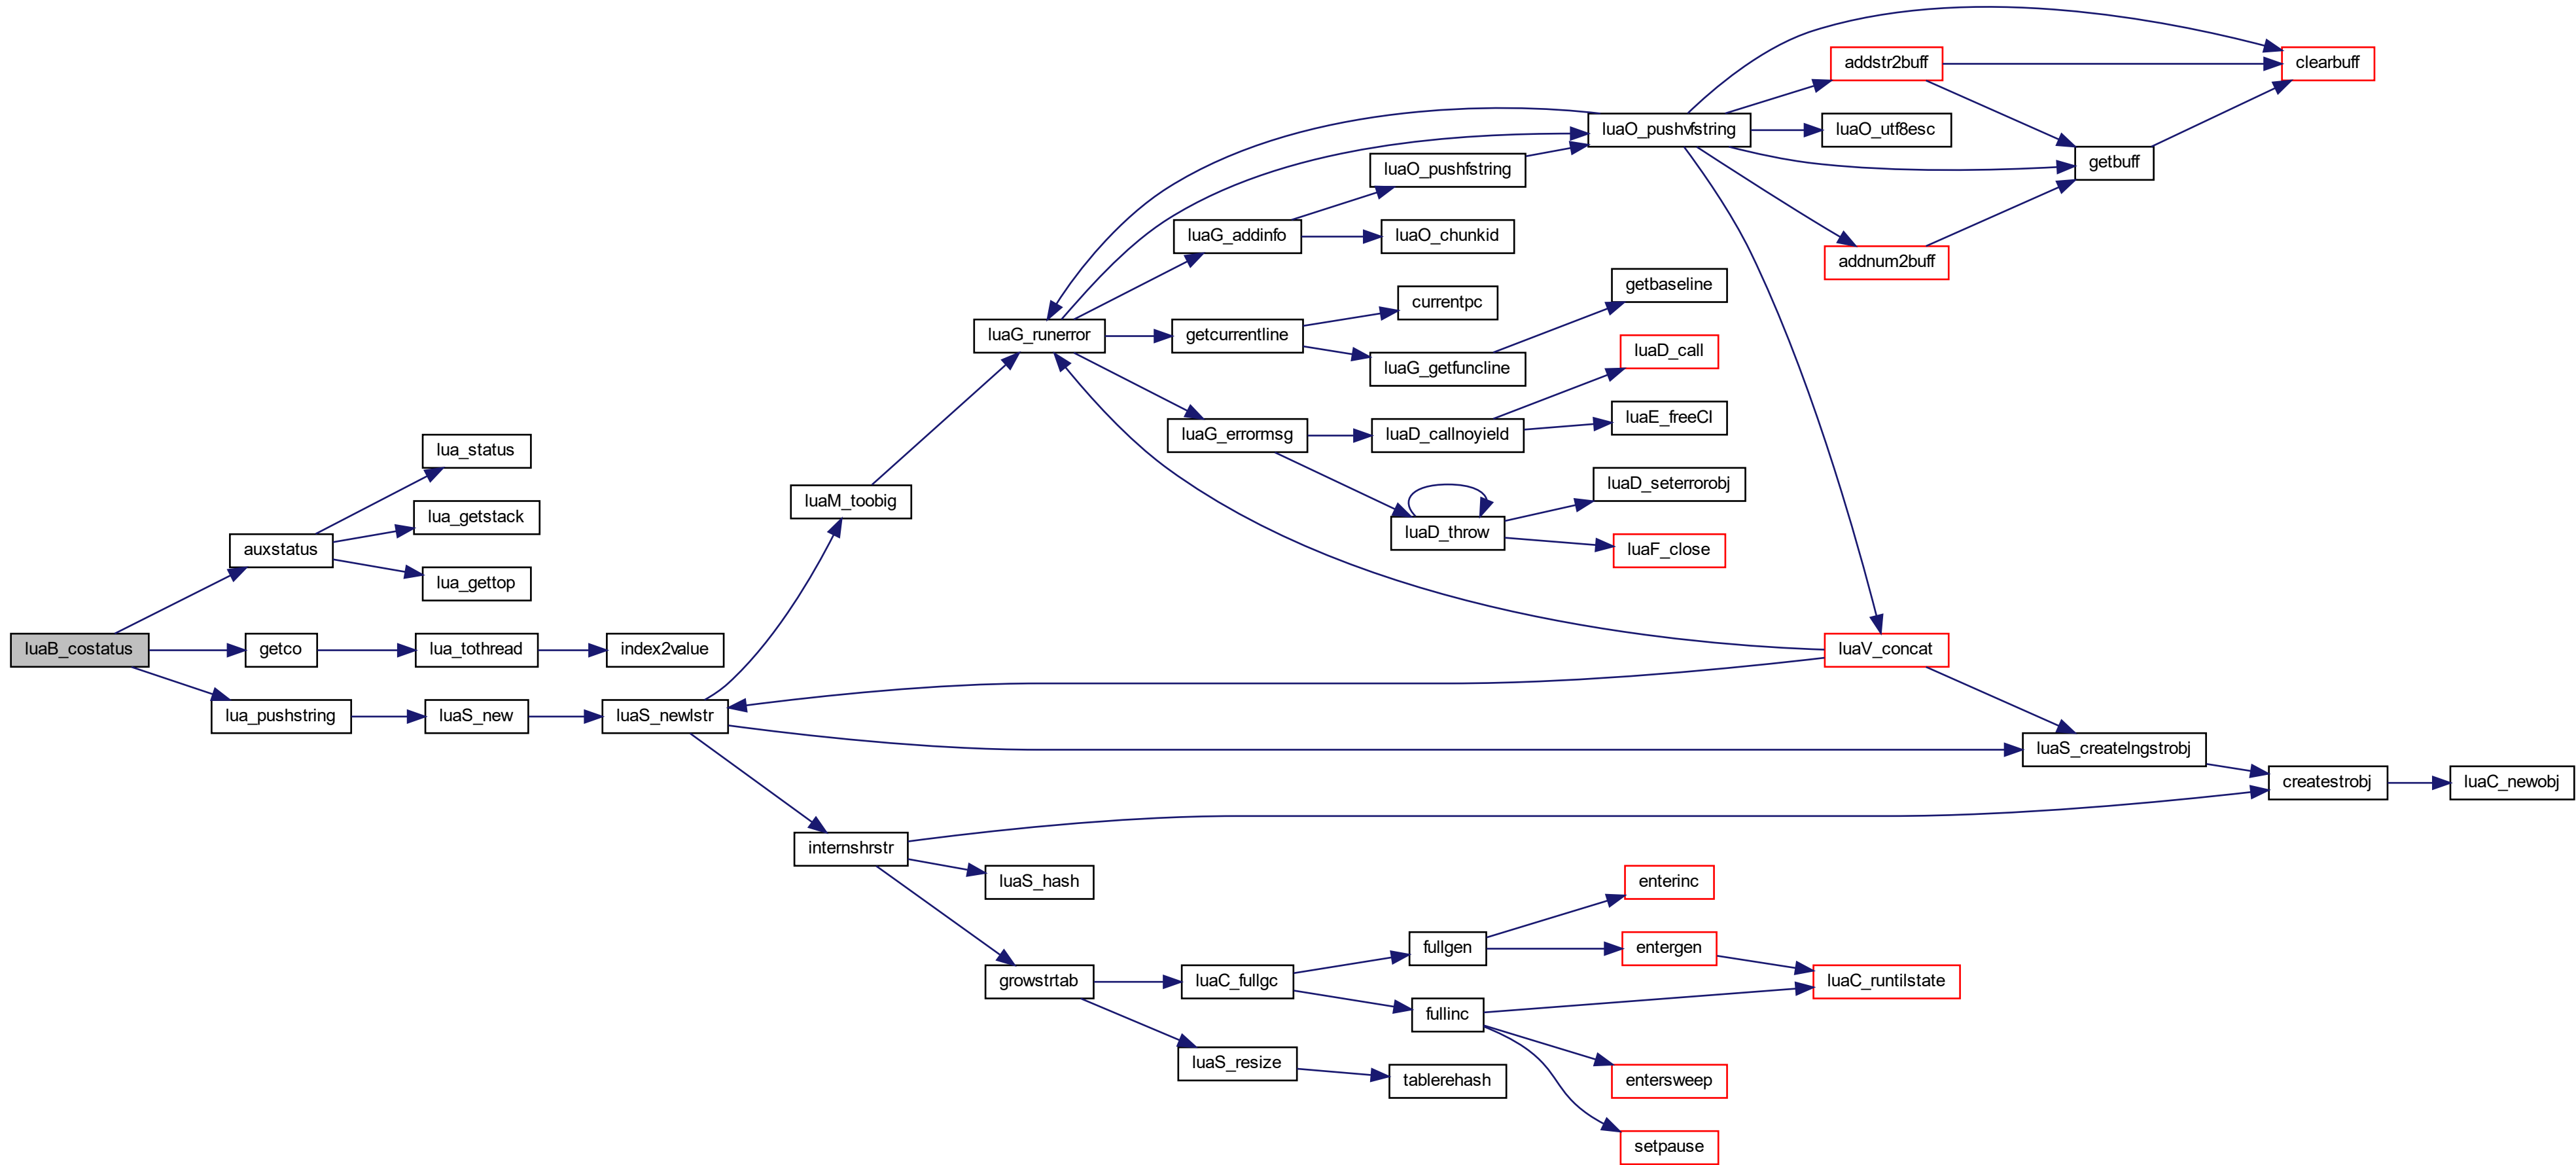 luaB_costatus
auxstatus
getco
lua_pushstring
lua_status
lua_getstack
lua_gettop
lua_tothread
luaS_new
index2value
luaS_newlstr
luaM_toobig
internshrstr
luaG_runerror
luaS_hash
growstrtab
luaG_addinfo
getcurrentline
luaG_errormsg
luaC_fullgc
luaS_resize
luaO_pushfstring
luaO_chunkid
currentpc
luaG_getfuncline
luaD_callnoyield
luaD_throw
fullgen
fullinc
tablerehash
luaO_pushvfstring
getbaseline
luaD_call
luaE_freeCI
luaD_seterrorobj
luaF_close
enterinc
entergen
entersweep
setpause
addstr2buff
luaO_utf8esc
addnum2buff
luaV_concat
luaC_runtilstate
getbuff
luaS_createlngstrobj
clearbuff
createstrobj
luaC_newobj